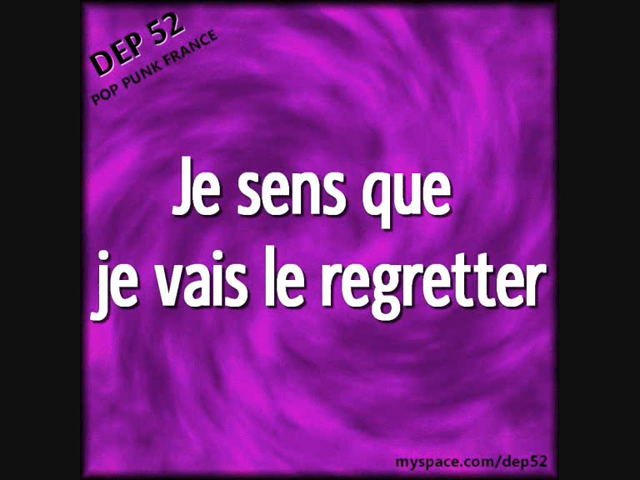 DEP 52
POP PUNK FRANCE
Je sens que
je vais le regretter
myspace.com/dep52